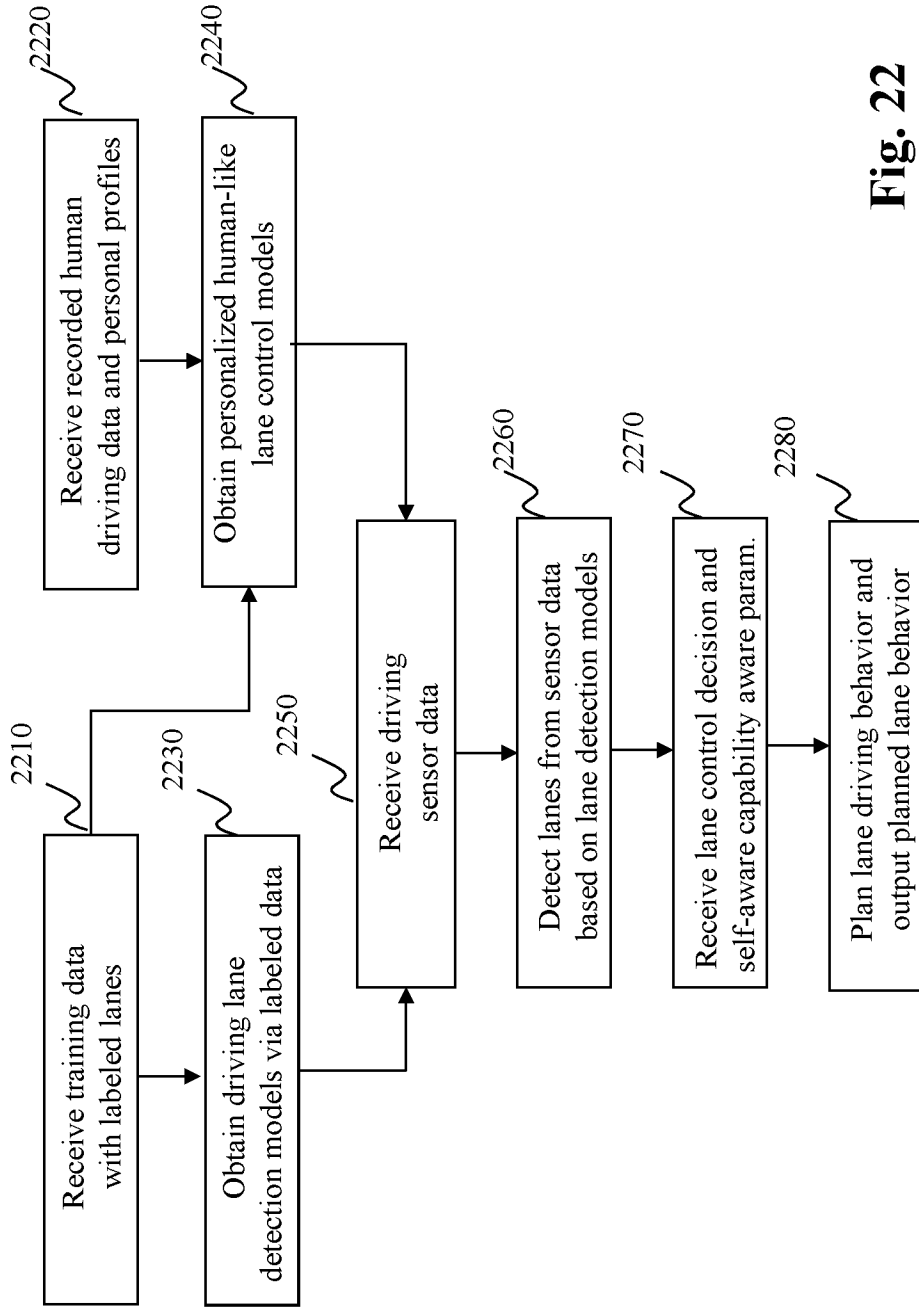 2210
Receive training data
with labeled lanes
2220
Receive recorded human
driving data and personal profiles
2230
Obtain driving lane
detection models via labeled data
2240
Obtain personalized human-like
lane control models
2250
Receive driving
sensor data
2260
Detect lanes from sensor data
based on lane detection models
2270
Receive lane control decision and
self-aware capability aware param.
2280
Plan lane driving behavior and
output planned lane behavior
Fig. 22